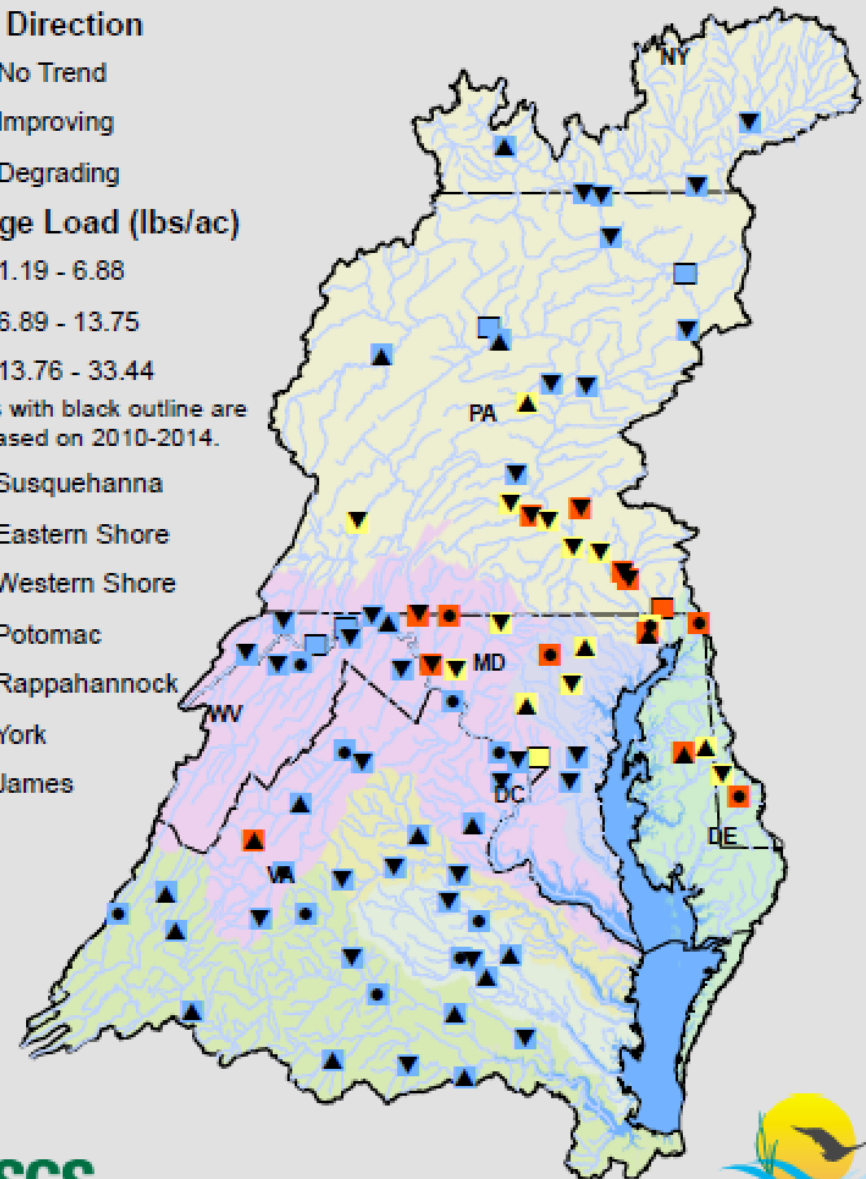 Direction
No Trend
Improving
Degrading
ge Load (lbs/ac)
1.19 - 6.88
6.89 - 13.75
13.76 - 33.44
s with black outline are
ased on 2010-2014.
Susquehanna
Eastern Shore
Western Shore
Potomac
Rappahannock
York
James
NY
PA
MD
WV
DC
DE
VA
SGS